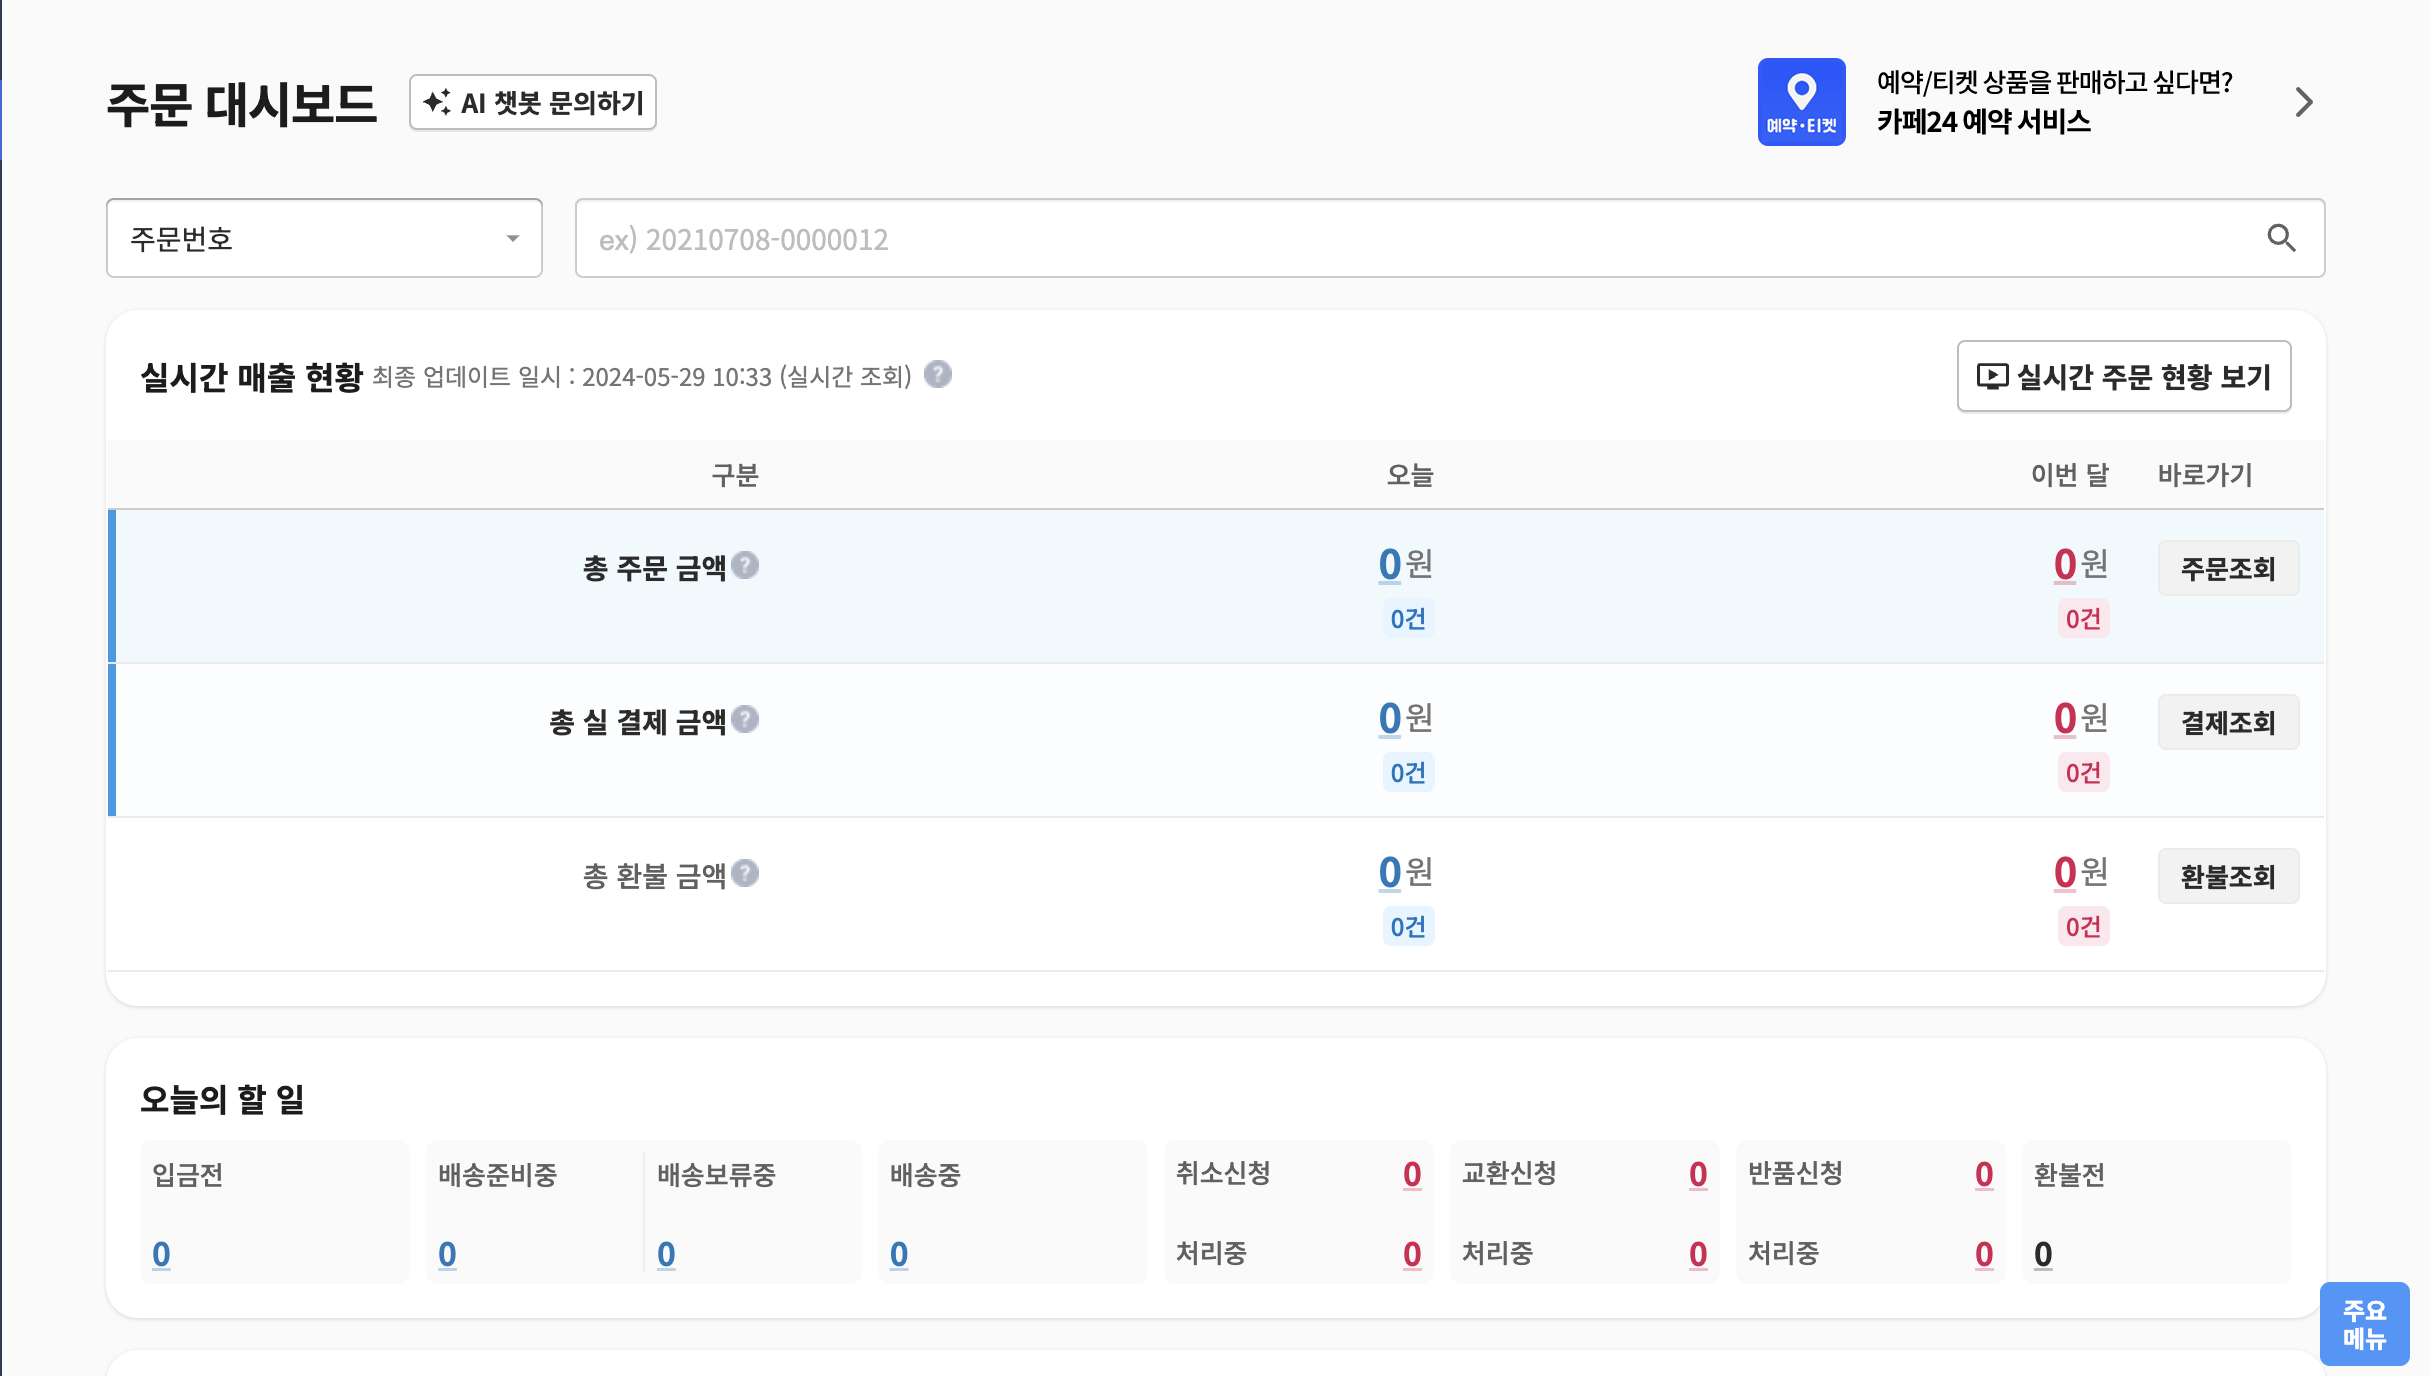 주문 대시보드
AI 챗봇 문의하기
예약•티켓
예약/티켓 상품을 판매하고 싶다면?
카페24 예약 서비스
주문번호
ex) 20210708-0000012
실시간 매출 현황 최종 업데이트 일시 : 2024-05-29 10:33 (실시간 조회) ?
실시간 주문 현황 보기
구분 오늘 이번 달 바로가기
총 주문 금액 ? 0원 0원 주문조회
0건 0건
총 실 결제 금액 ? 0원 0원 결제조회
0건 0건
총 환불 금액 ? 0원 0원 환불조회
0건 0건
오늘의 할 일
입금전 배송준비중 배송보류중 배송중 취소신청 0 교환신청 0 반품신청 0 환불전
0 0 0 0 처리중 0 처리중 0 처리중 0 0
주요
메뉴